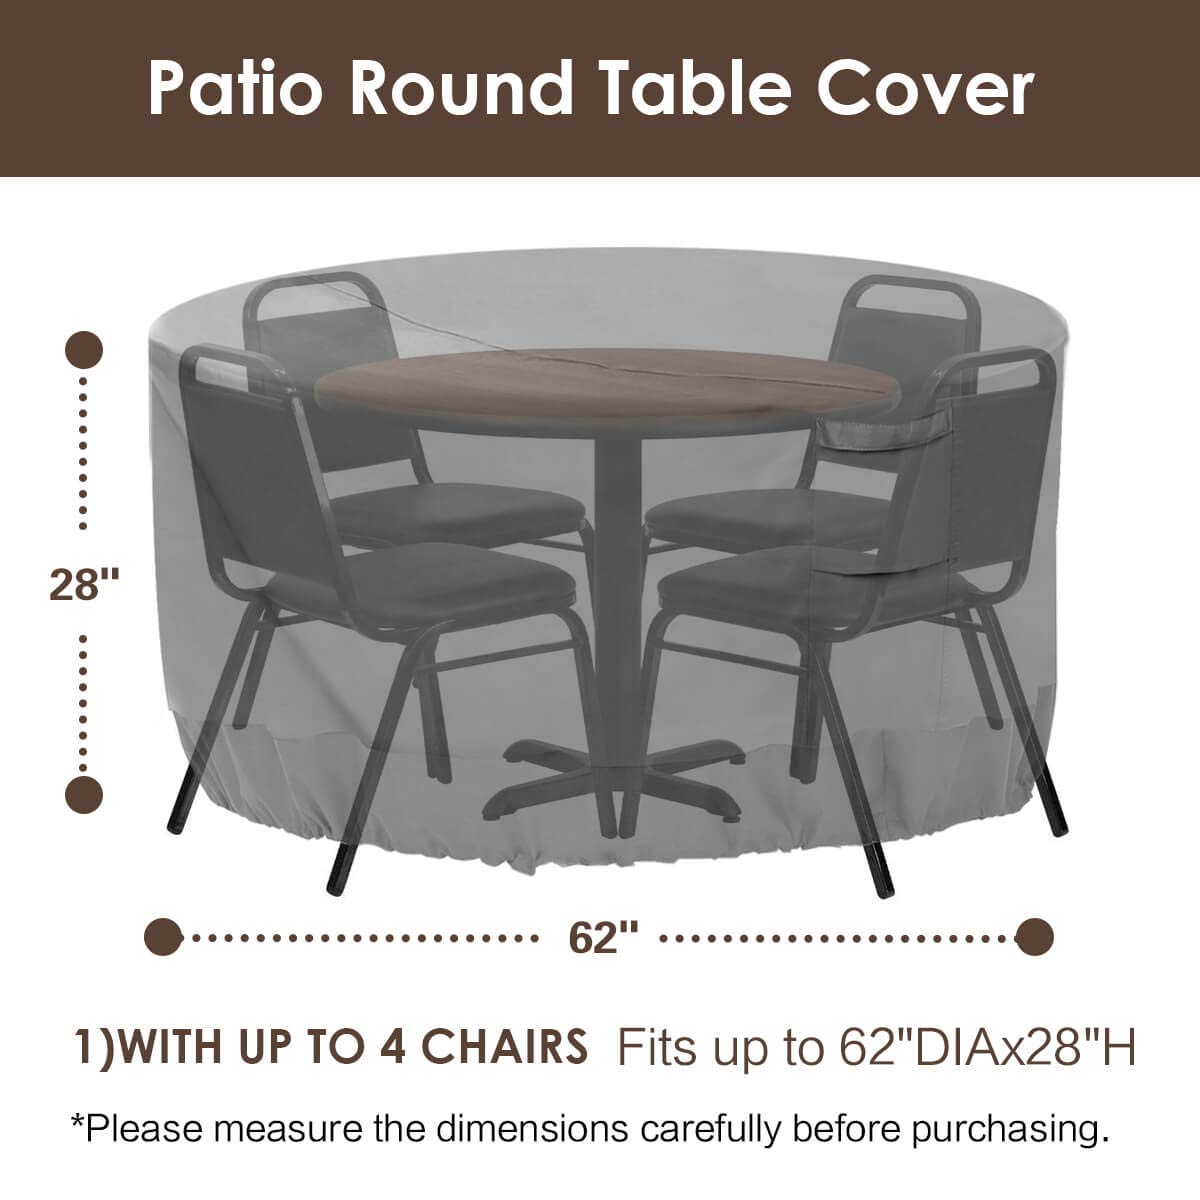 Patio Round Table Cover
28"
62"
1)WITH UP TO 4 CHAIRS Fits up to 62"DIAx28"H
*Please measure the dimensions carefully before purchasing.